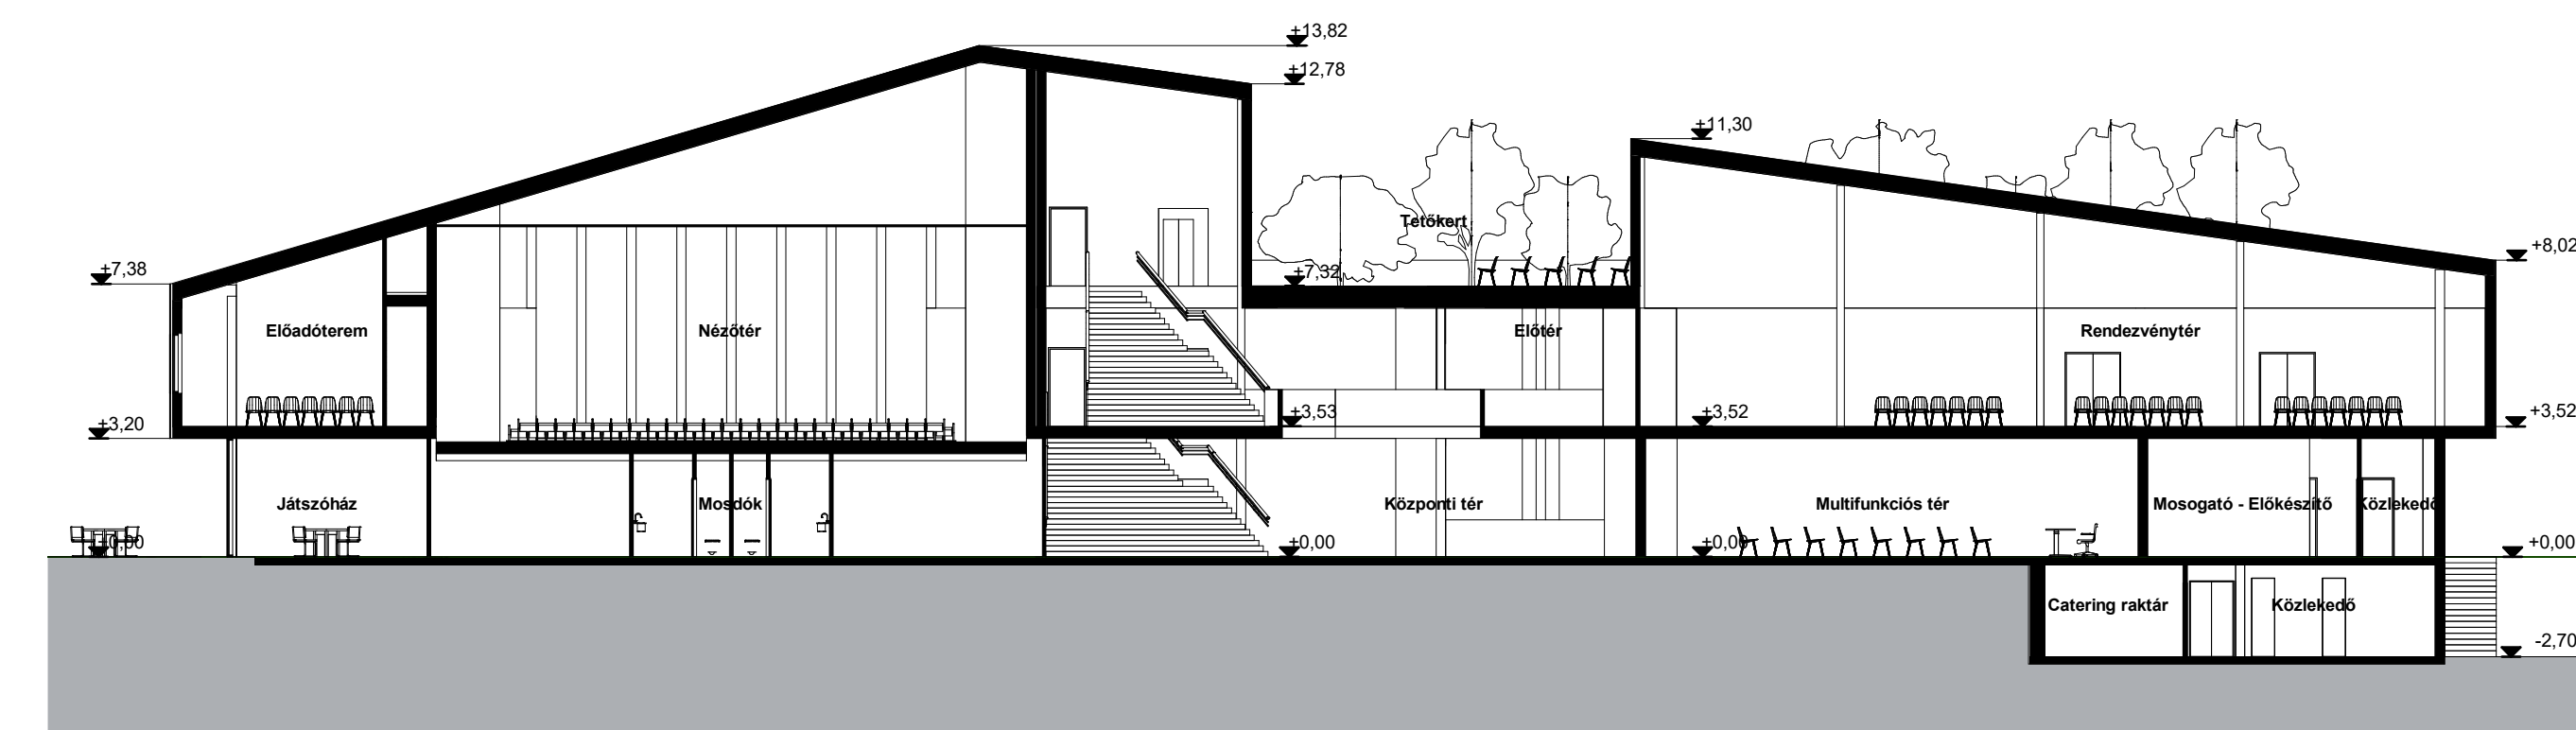 +13,82
+12,78
+11,30
Tetőkert
+8,02
+7,38
+7,32
Előadóterem
Nézőtér
Előtér
Rendezvénytér
+3,20
+3,53
+3,52
+3,52
Játszóház
Mosdók
Központi tér
Multifunkciós tér
Mosogató - Előkészítő
Közlekedő
+0,00
+0,00
+0,00
+0,00
Catering raktár
Közlekedő
-2,70